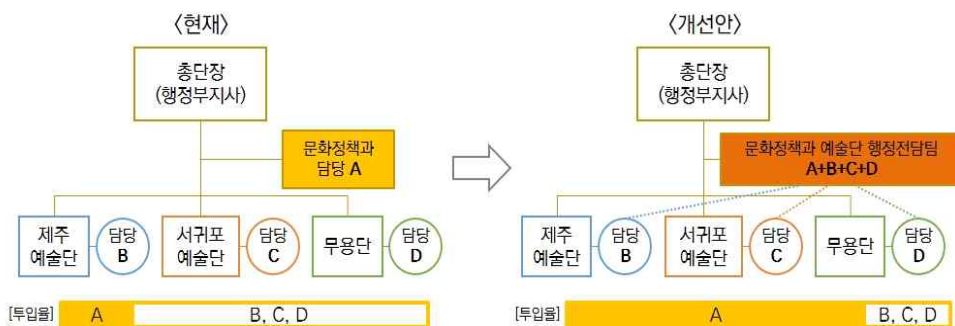 〈현재〉
총단장
(행정부지사)
문화정책과
담당 A
제주
예술단
담당
B
서귀포
예술단
담당
C
무용단
담당
D
[투입율]
A
B, C, D
〈개선안〉
총단장
(행정부지사)
문화정책과 예술단 행정전담팀
A+B+C+D
제주
예술단
담당
B
서귀포
예술단
담당
C
무용단
담당
D
[투입율]
A
B, C, D